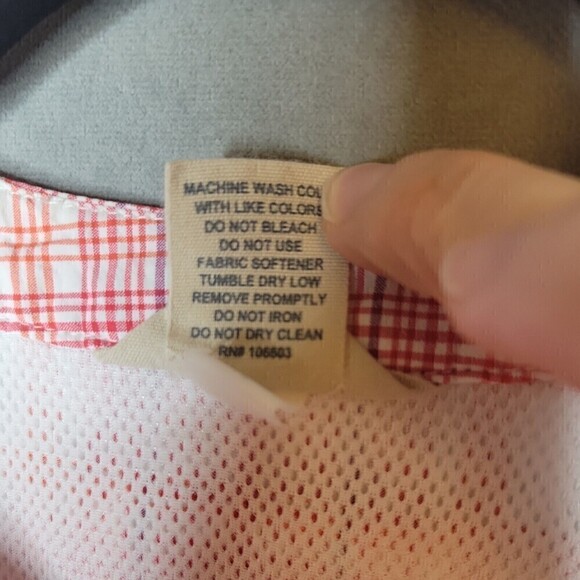 MACHINE WASH COL
WITH LIKE COLORS
DO NOT BLEACH
DO NOT USE
FABRIC SOFTENER
TUMBLE DRY LOW
REMOVE PROMPTLY
DO NOT IRON
DO NOT DRY CLEAN
RN# 106603